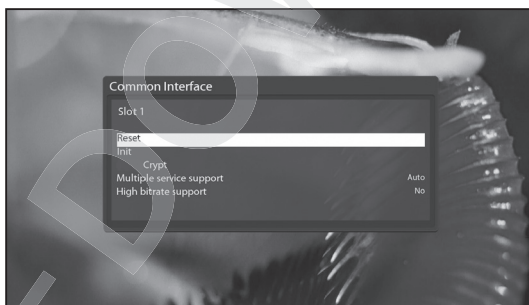 Common Interface
Slot 1
Reset
Init
Crypt
Multiple service support Auto
High bitrate support No